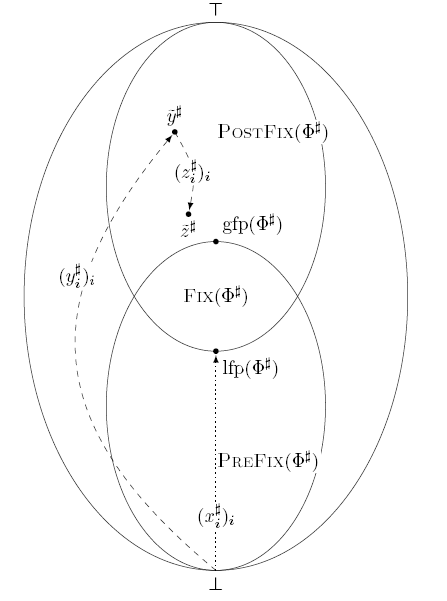 ⊤
ỹ♯
PostFix(Φ♯)
(z♯i)i
z̃♯
gfp(Φ♯)
(y♯i)i
Fix(Φ♯)
lfp(Φ♯)
PreFix(Φ♯)
(x♯i)i
⊥